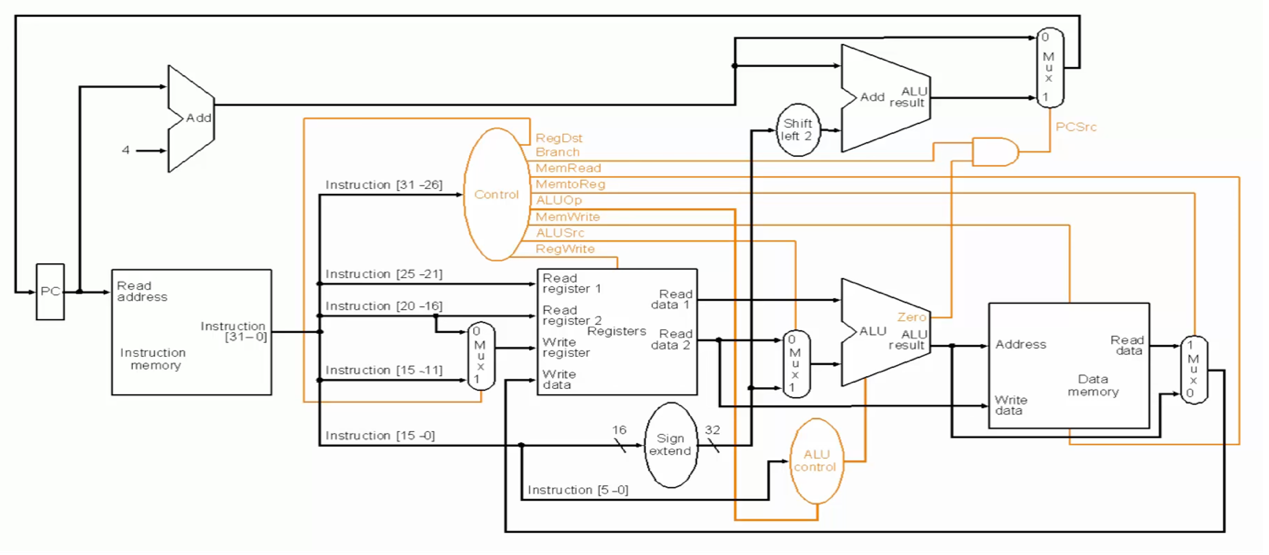 0
M
u
x
1
Add
ALU
result
Add
4
Shift
left 2
PCSrc
RegDst
Branch
MemRead
MemtoReg
ALUOp
MemWrite
ALUSrc
RegWrite
Control
Instruction [31 -26]
Instruction [25 -21]
Instruction [20 -16]
Instruction [15 -11]
Instruction [15 -0]
Instruction [5 -0]
PC
Read
address
Instruction
[31–0]
Instruction
memory
0
M
u
x
1
Read
register 1
Read
register 2
Registers
Write
register
Write
data
Read
data 1
Read
data 2
0
M
u
x
1
Zero
ALU
ALU
result
Address
Read
data
Data
memory
Write
data
1
M
u
x
0
16
Sign
extend
32
ALU
control